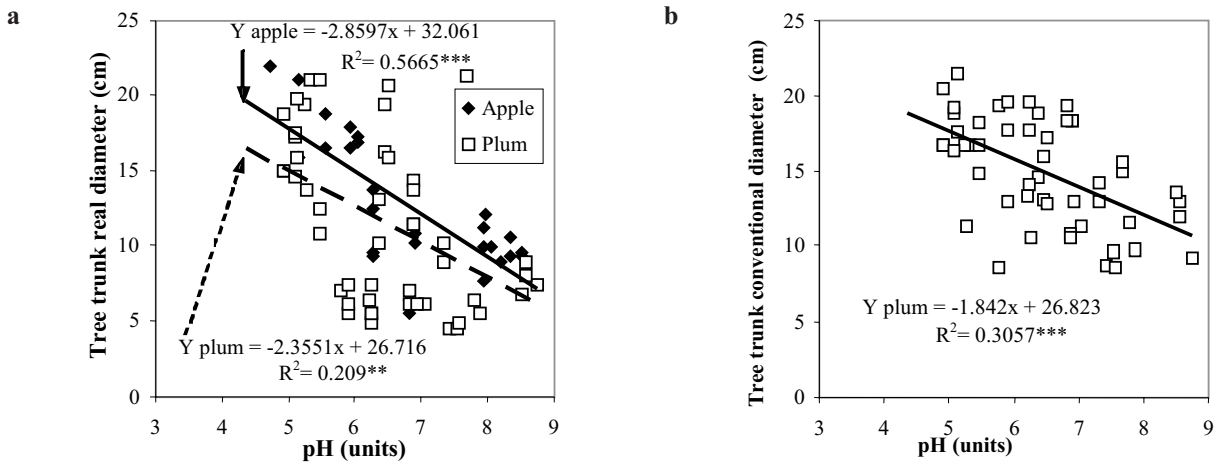 a
Tree trunk real diameter (cm)
25
20
15
10
5
0
Y apple = -2.8597x + 32.061
R²= 0.5665***
Apple
Plum
Y plum = -2.3551x + 26.716
R²= 0.209**
3 4 5 6 7 8 9
pH (units)
b
Tree trunk conventional diameter (cm)
25
20
15
10
5
0
Y plum = -1.842x + 26.823
R²= 0.3057***
3 4 5 6 7 8 9
pH (units)